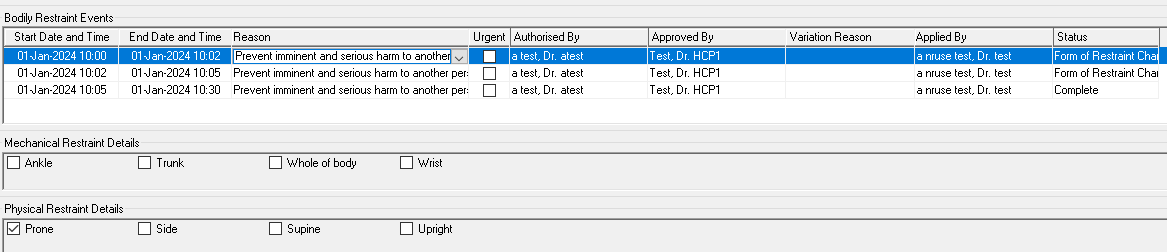 Bodily Restraint Events
Start Date and Time End Date and Time Reason Urgent Authorised By Approved By Variation Reason Applied By Status
01-Jan-2024 10:00 01-Jan-2024 10:02 Prevent imminent and serious harm to another a test, Dr. atest Test, Dr. HCP1 a nruse test, Dr. test Form of Restraint Char
01-Jan-2024 10:02 01-Jan-2024 10:05 Prevent imminent and serious harm to another per: a test, Dr. atest Test, Dr. HCP1 a nruse test, Dr. test Form of Restraint Char
01-Jan-2024 10:05 01-Jan-2024 10:30 Prevent imminent and serious harm to another per: a test, Dr. atest Test, Dr. HCP1 a nruse test, Dr. test Complete
Mechanical Restraint Details
Ankle Trunk Whole of body Wrist
Physical Restraint Details
Prone Side Supine Upright